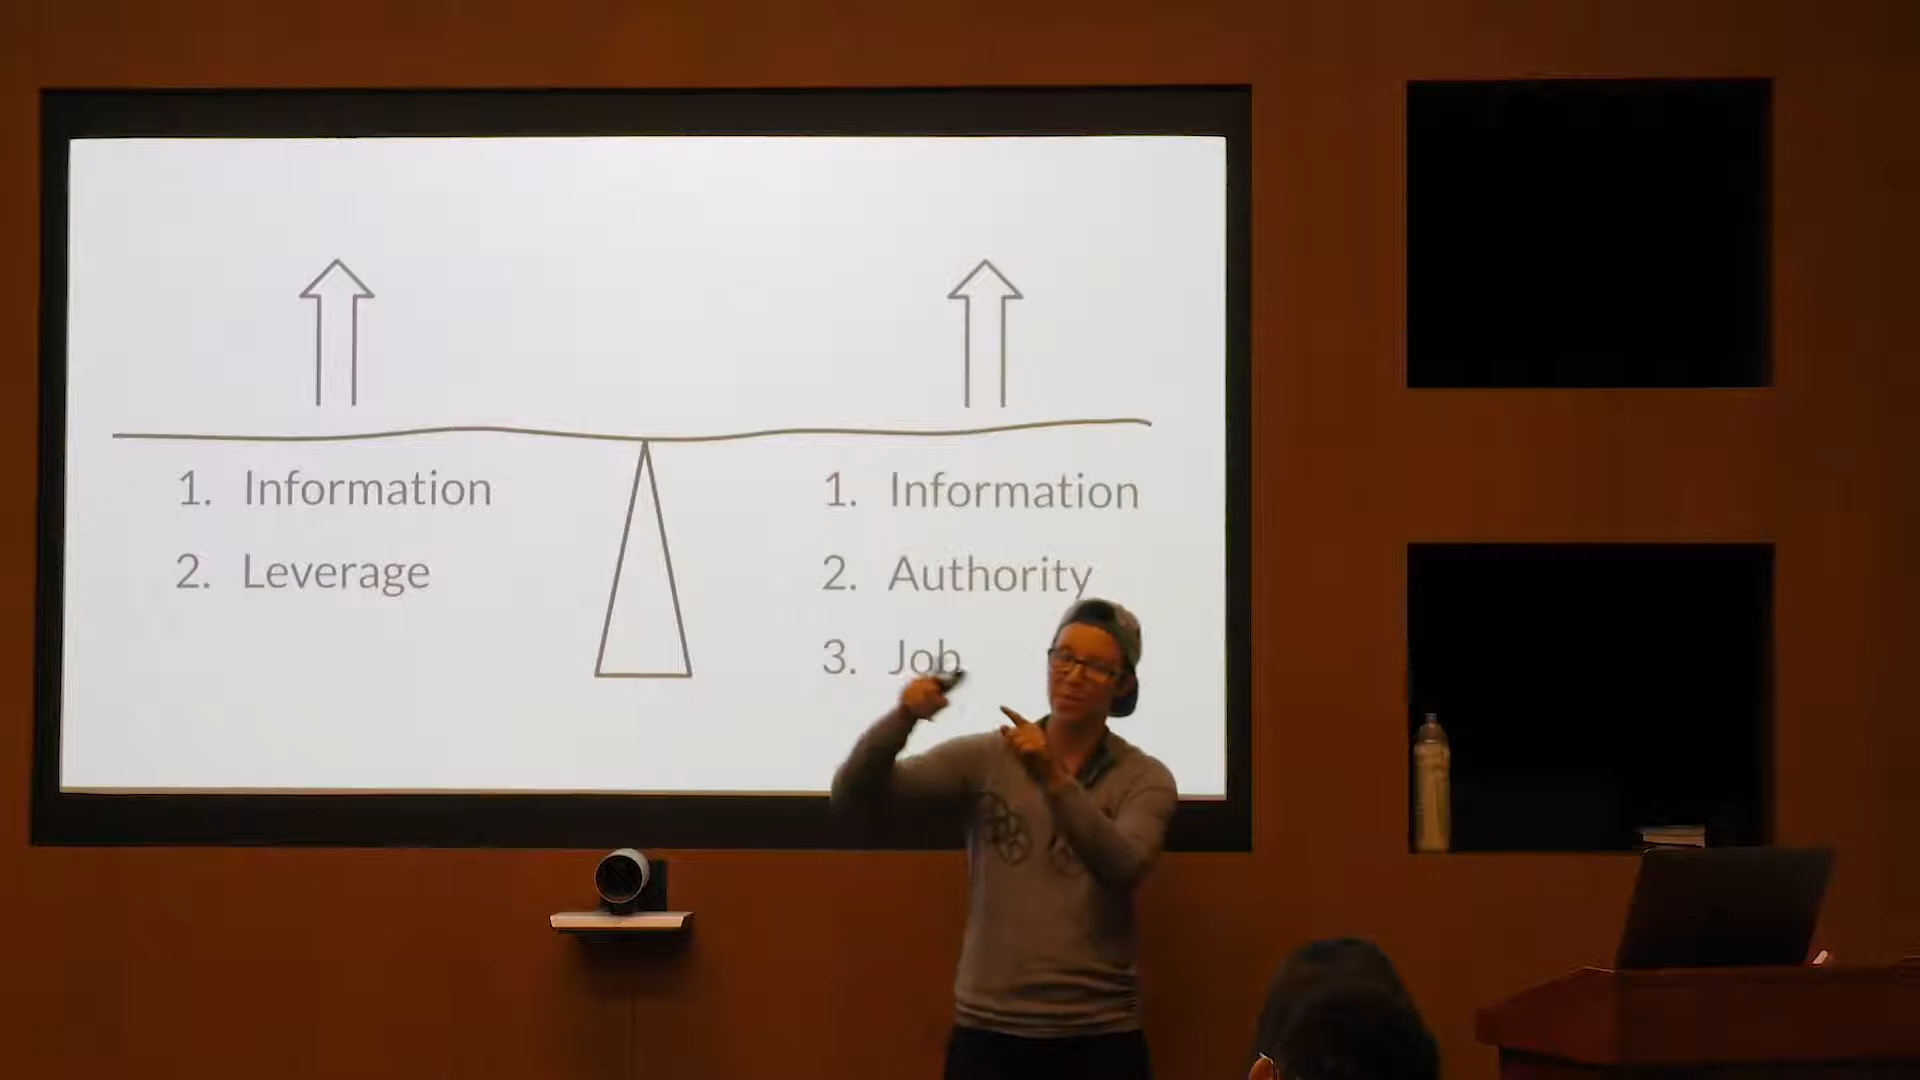 1. Information
2. Leverage
1. Information
2. Authority
3. Job